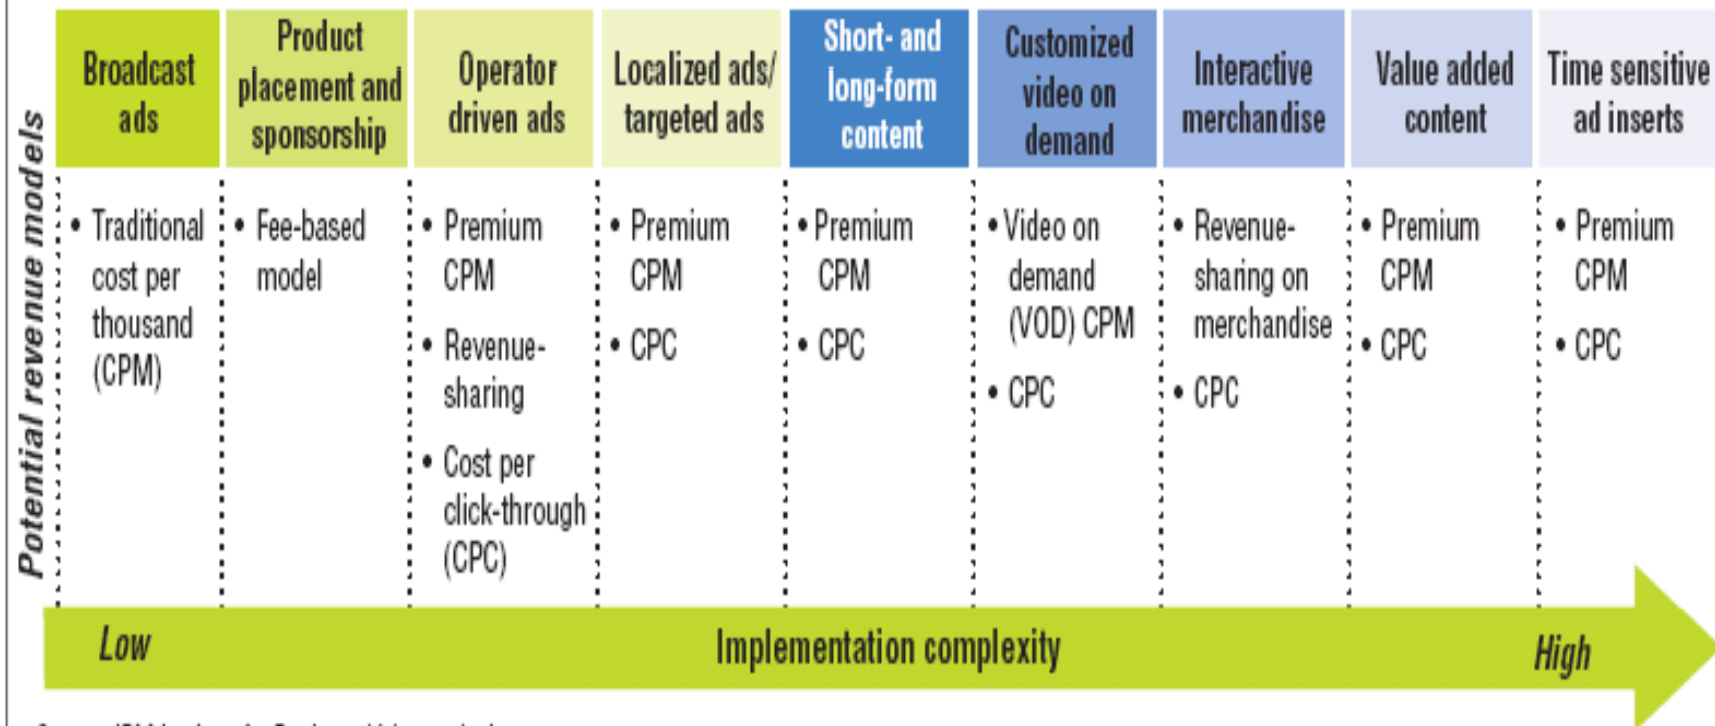 Broadcast
ads
Product
placement and
sponsorship
Operator
driven ads
Localized ads/
targeted ads
Short- and
long-form
content
Customized
video on
demand
Interactive
merchandise
Value added
content
Time sensitive
ad inserts
Potential revenue models
• Traditional
cost per
thousand
(CPM)
• Fee-based
model
• Premium
CPM
• Revenue-
sharing
• Cost per
click-through
(CPC)
• Premium
CPM
• CPC
• Premium
CPM
• CPC
• Video on
demand
(VOD) CPM
• CPC
• Revenue-
sharing on
merchandise
• CPC
• Premium
CPM
• CPC
• Premium
CPM
• CPC
Low
Implementation complexity
High